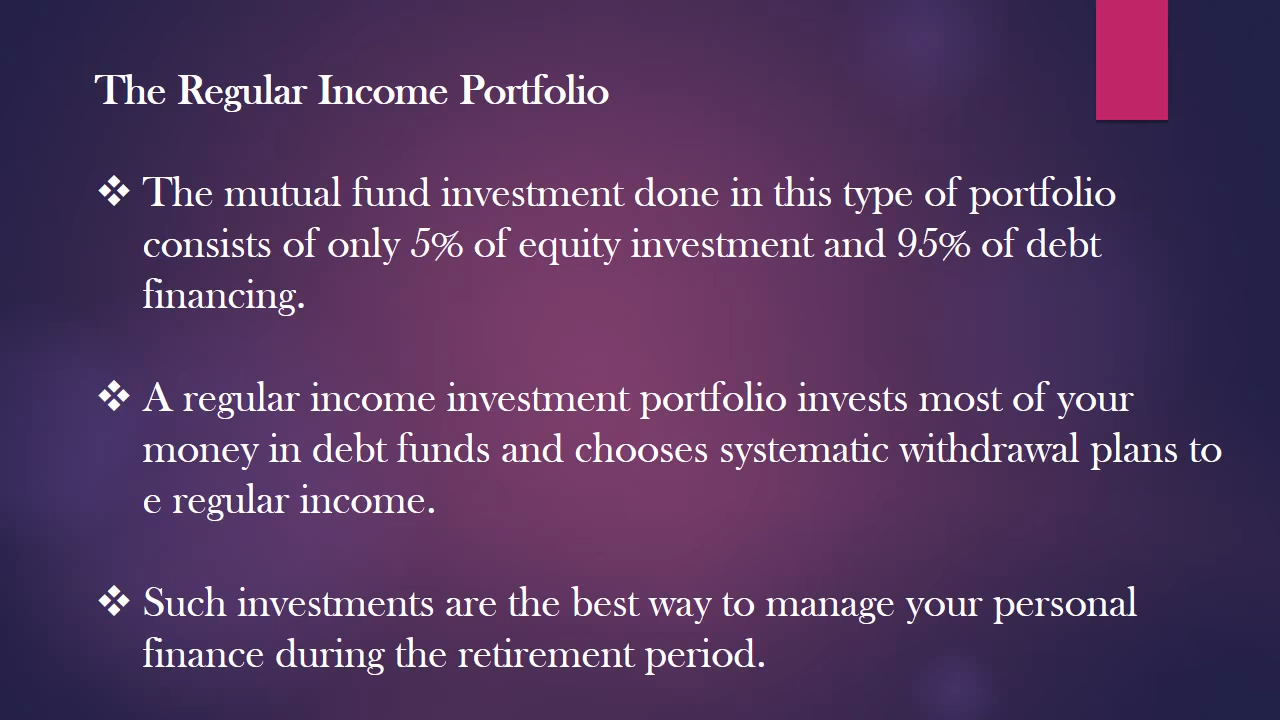 The Regular Income Portfolio
❖ The mutual fund investment done in this type of portfolio
consists of only 5% of equity investment and 95% of debt
financing.
❖ A regular income investment portfolio invests most of your
money in debt funds and chooses systematic withdrawal plans to
e regular income.
❖ Such investments are the best way to manage your personal
finance during the retirement period.